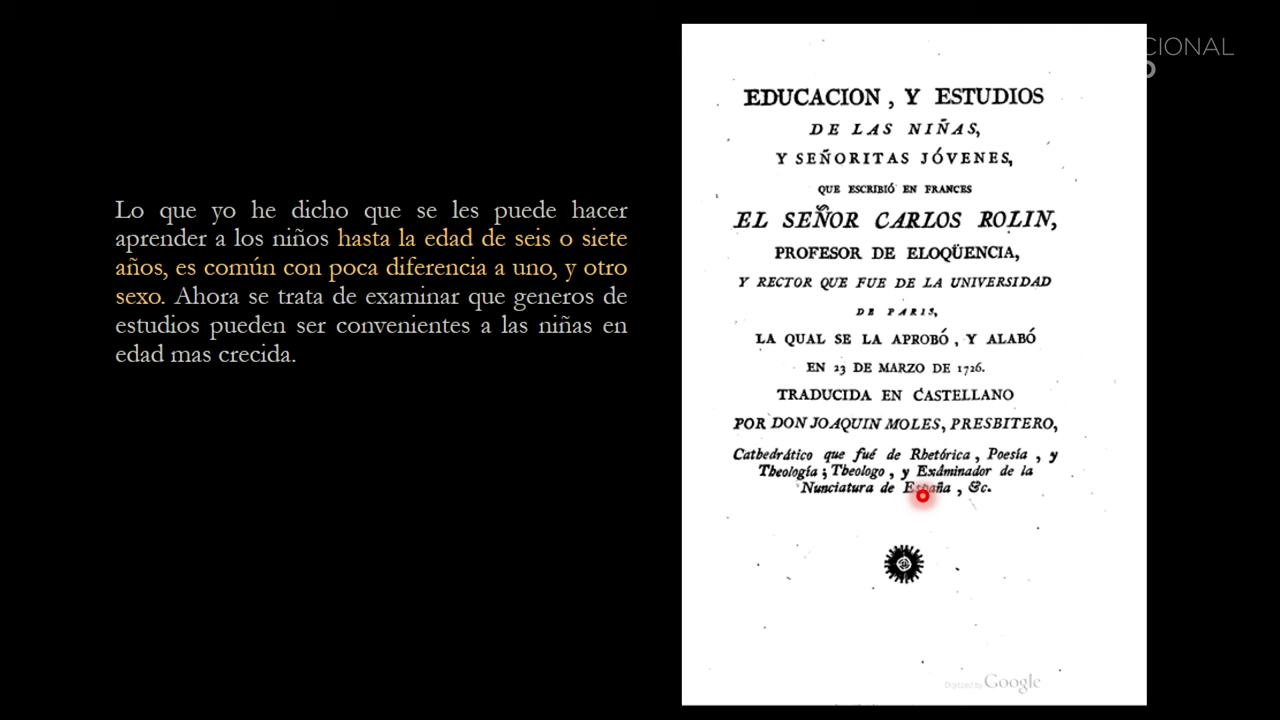 Lo que yo he dicho que se les puede hacer
aprender a los niños hasta la edad de seis o siete
años, es común con poca diferencia a uno, y otro
sexo. Ahora se trata de examinar que generos de
estudios pueden ser convenientes a las niñas en
edad mas crecida.
CIONAL
EDUCACION, Y ESTUDIOS
DE LAS NIÑAS,
Y SEÑORITAS JÓVENES,
QUE ESCRIBIÓ EN FRANCES
EL SEÑOR CARLOS ROLIN,
PROFESOR DE ELOQÜENCIA,
Y RECTOR QUE FUE DE LA UNIVERSIDAD
DE PARIS,
LA QUAL SE LA APROBÓ, Y ALABÓ
EN 23 DE MARZO DE 1726.
TRADUCIDA EN CASTELLANO
POR DON JOAQUIN MOLES, PRESBITERO,
Cathedrático que fué de Rhetórica, Poesía, y
Theología; Theologo, y Exâminador de la
Nunciatura de España, &c.
Digitized by Google